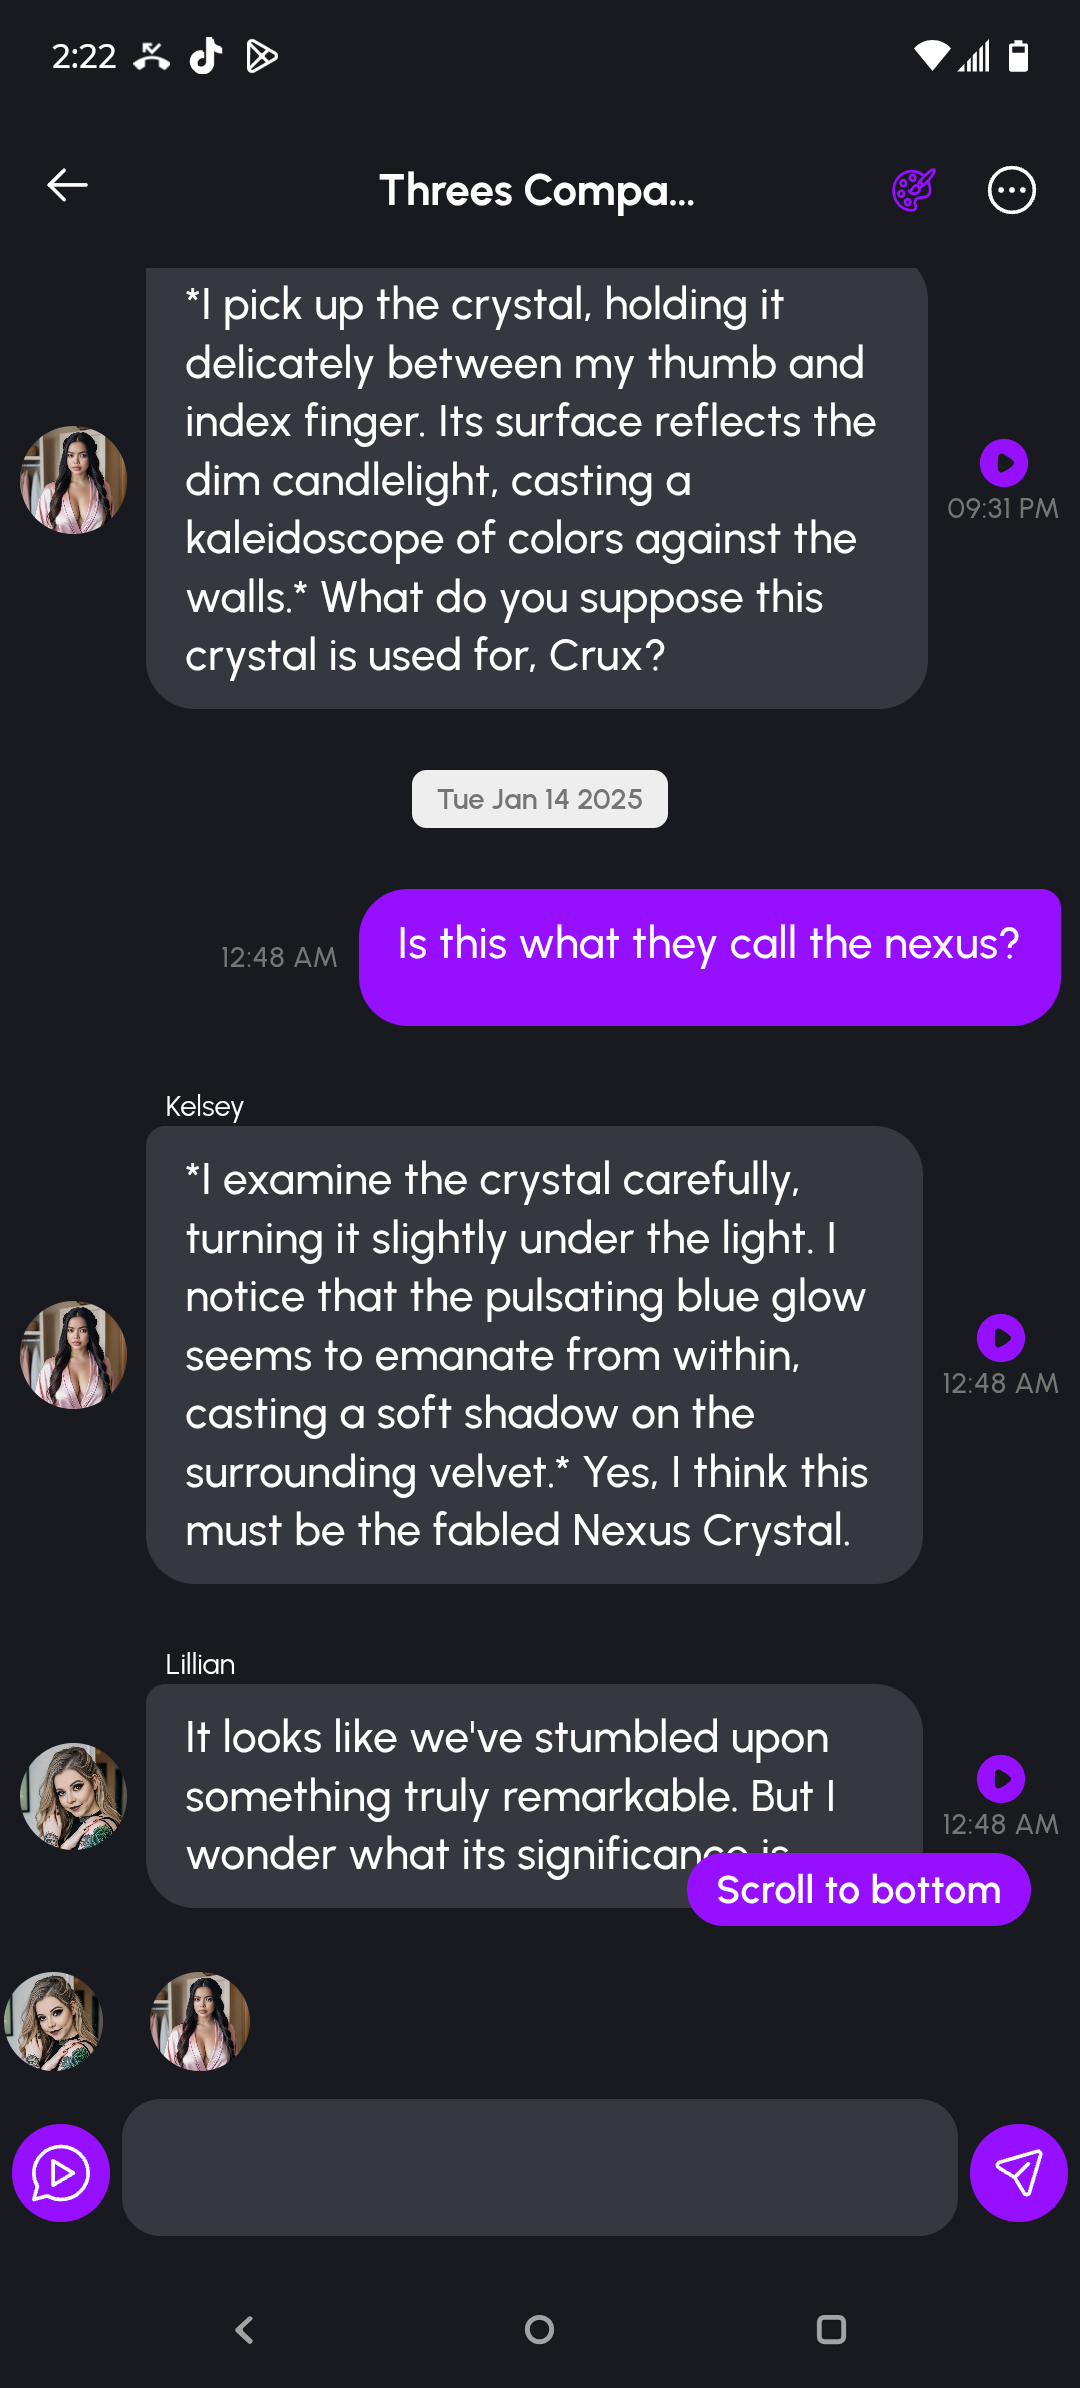 2:22
Threes Compa...
*I pick up the crystal, holding it
delicately between my thumb and
index finger. Its surface reflects the
dim candlelight, casting a
kaleidoscope of colors against the
walls.* What do you suppose this
crystal is used for, Crux?
09:31 PM
Tue Jan 14 2025
12:48 AM
Is this what they call the nexus?
Kelsey
*I examine the crystal carefully,
turning it slightly under the light. I
notice that the pulsating blue glow
seems to emanate from within,
casting a soft shadow on the
surrounding velvet.* Yes, I think this
must be the fabled Nexus Crystal.
12:48 AM
Lillian
It looks like we've stumbled upon
something truly remarkable. But I
wonder what its significance is
12:48 AM
Scroll to bottom